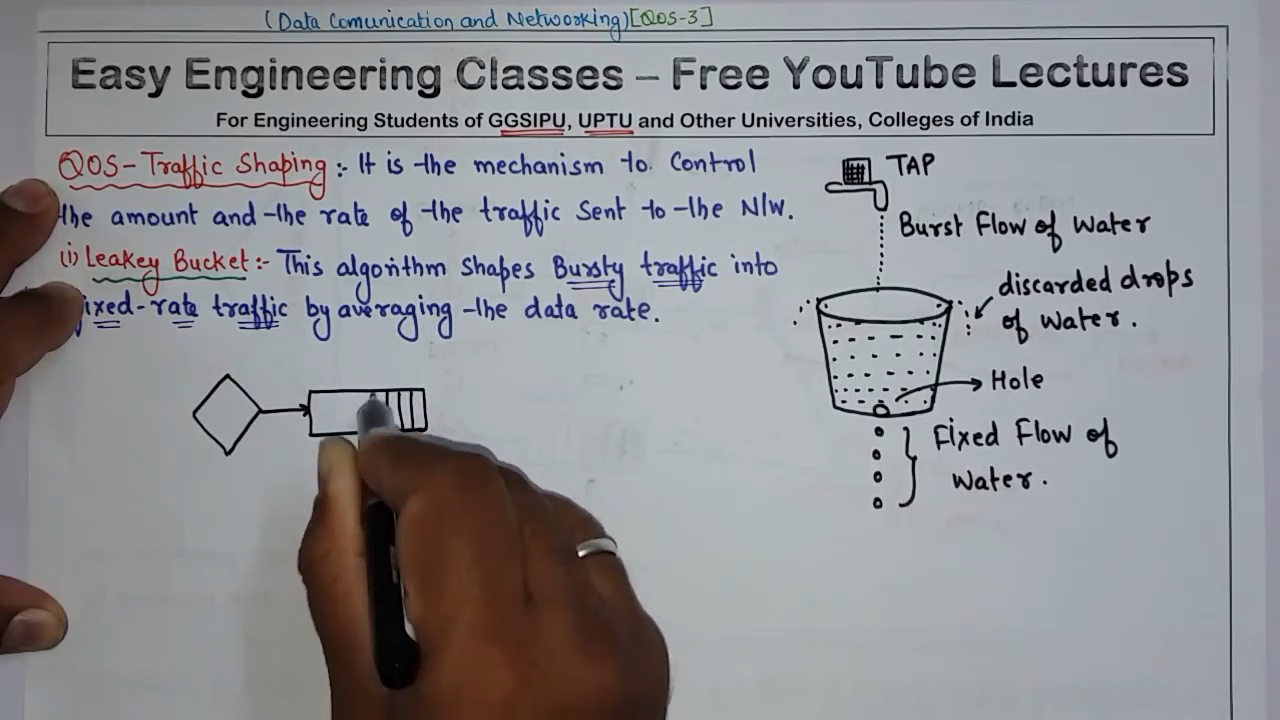 (Data Comunication and Networking)[QOS-3]
Easy Engineering Classes – Free YouTube Lectures
For Engineering Students of GGSIPU, UPTU and Other Universities, Colleges of India
QOS-Traffic Shaping :- It is the mechanism to control
the amount and the rate of the traffic sent to the N/w.
(i) Leakey Bucket :- This algorithm shapes Bursty traffic into
fixed-rate traffic by averaging the data rate.
TAP
Burst Flow of Water
discarded drops
of water.
Hole
Fixed Flow of
Water.